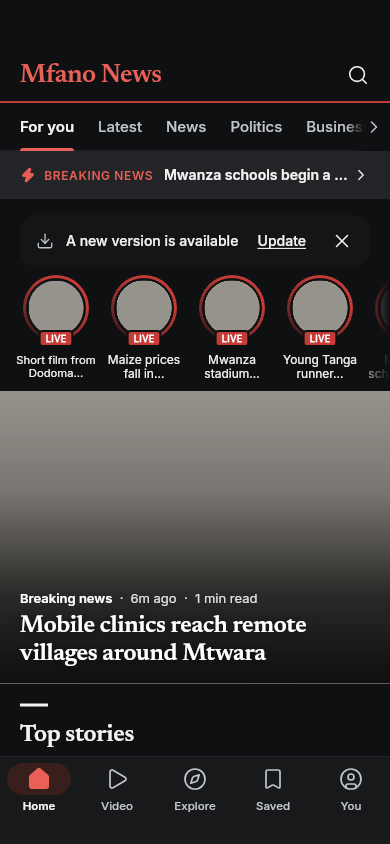 Mfano News
For you Latest News Politics Busines
BREAKING NEWS Mwanza schools begin a ...
A new version is available Update
LIVE LIVE LIVE LIVE
Short film from Dodoma...
Maize prices fall in...
Mwanza stadium...
Young Tanga runner...
Breaking news · 6m ago · 1 min read
Mobile clinics reach remote
villages around Mtwara
Top stories
Home Video Explore Saved You